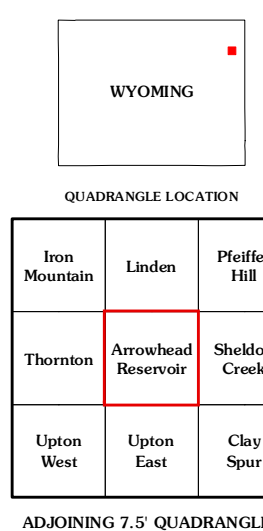 WYOMING
QUADRANGLE LOCATION
Iron
Mountain
Linden
Pfeiffe
Hill
Thornton
Arrowhead
Reservoir
Sheldo
Creek
Upton
West
Upton
East
Clay
Spur
ADJOINING 7.5' QUADRANGL